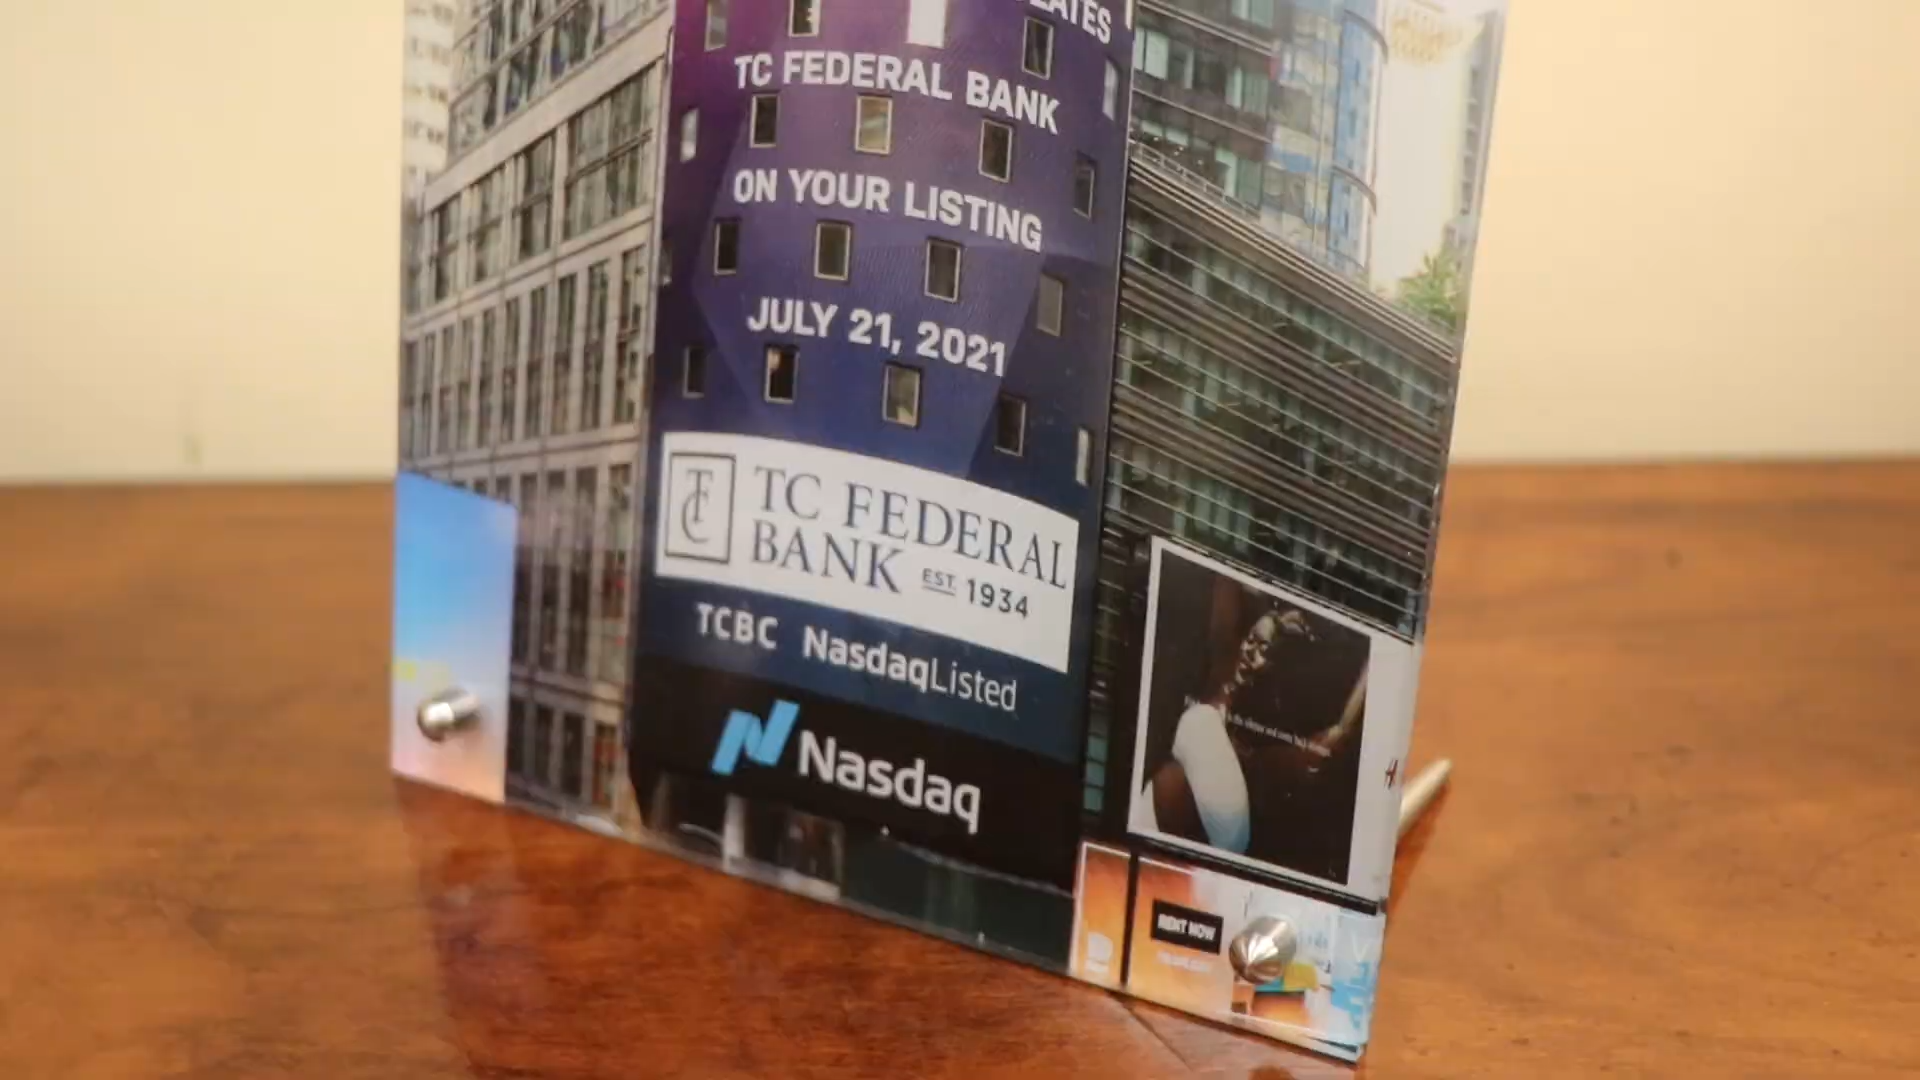 TC FEDERAL BANK
ON YOUR LISTING
JULY 21, 2021
TC FEDERAL
BANK EST. 1934
TCBC NasdaqListed
Nasdaq
RENT NOW